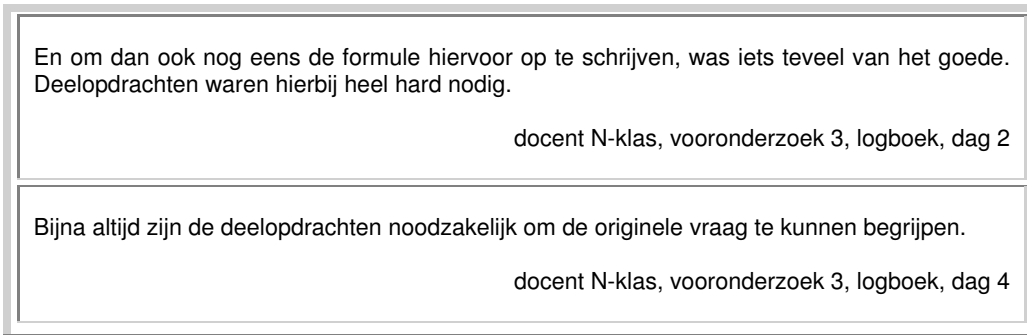 En om dan ook nog eens de formule hiervoor op te schrijven, was iets teveel van het goede.
Deelopdrachten waren hierbij heel hard nodig.
docent N-klas, vooronderzoek 3, logboek, dag 2
Bijna altijd zijn de deelopdrachten noodzakelijk om de originele vraag te kunnen begrijpen.
docent N-klas, vooronderzoek 3, logboek, dag 4